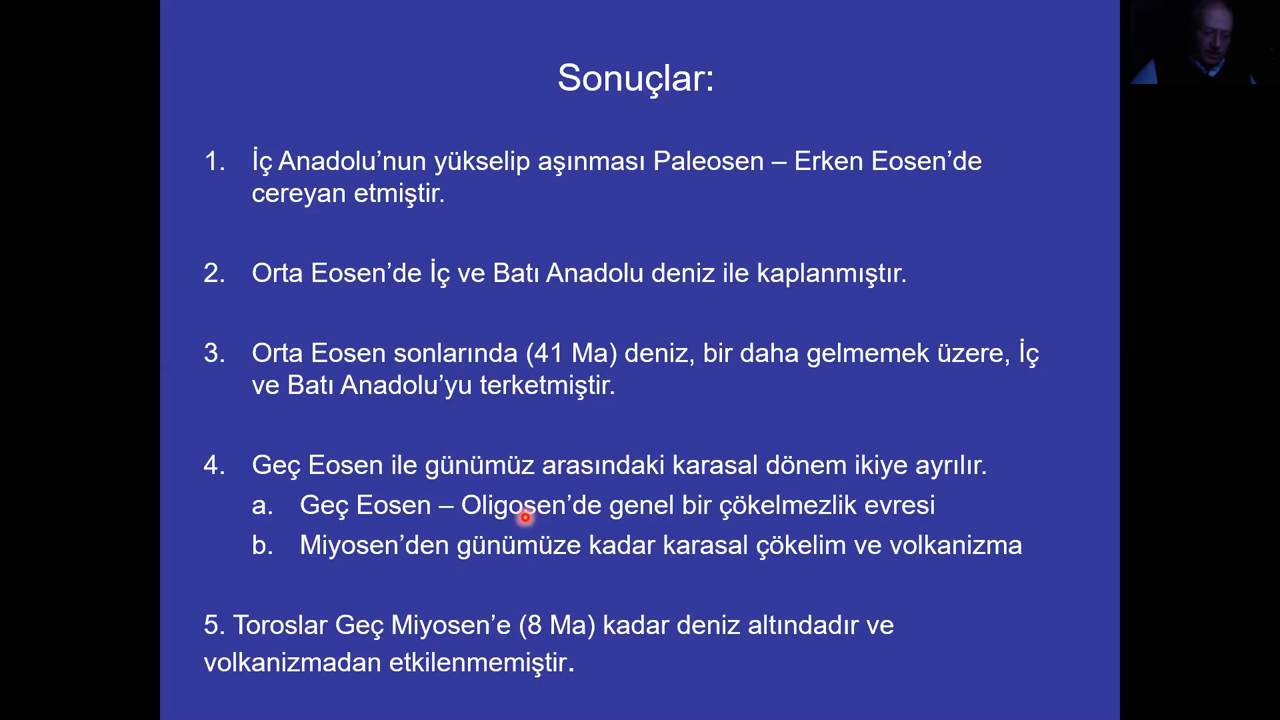 Sonuçlar:
1. İç Anadolu’nun yükselip aşınması Paleosen – Erken Eosen’de
cereyan etmiştir.
2. Orta Eosen’de İç ve Batı Anadolu deniz ile kaplanmıştır.
3. Orta Eosen sonlarında (41 Ma) deniz, bir daha gelmemek üzere, İç
ve Batı Anadolu’yu terketmiştir.
4. Geç Eosen ile günümüz arasındaki karasal dönem ikiye ayrılır.
a. Geç Eosen – Oligosen’de genel bir çökelmezlik evresi
b. Miyosen’den günümüze kadar karasal çökelim ve volkanizma
5. Toroslar Geç Miyosen’e (8 Ma) kadar deniz altındadır ve
volkanizmadan etkilenmemiştir.